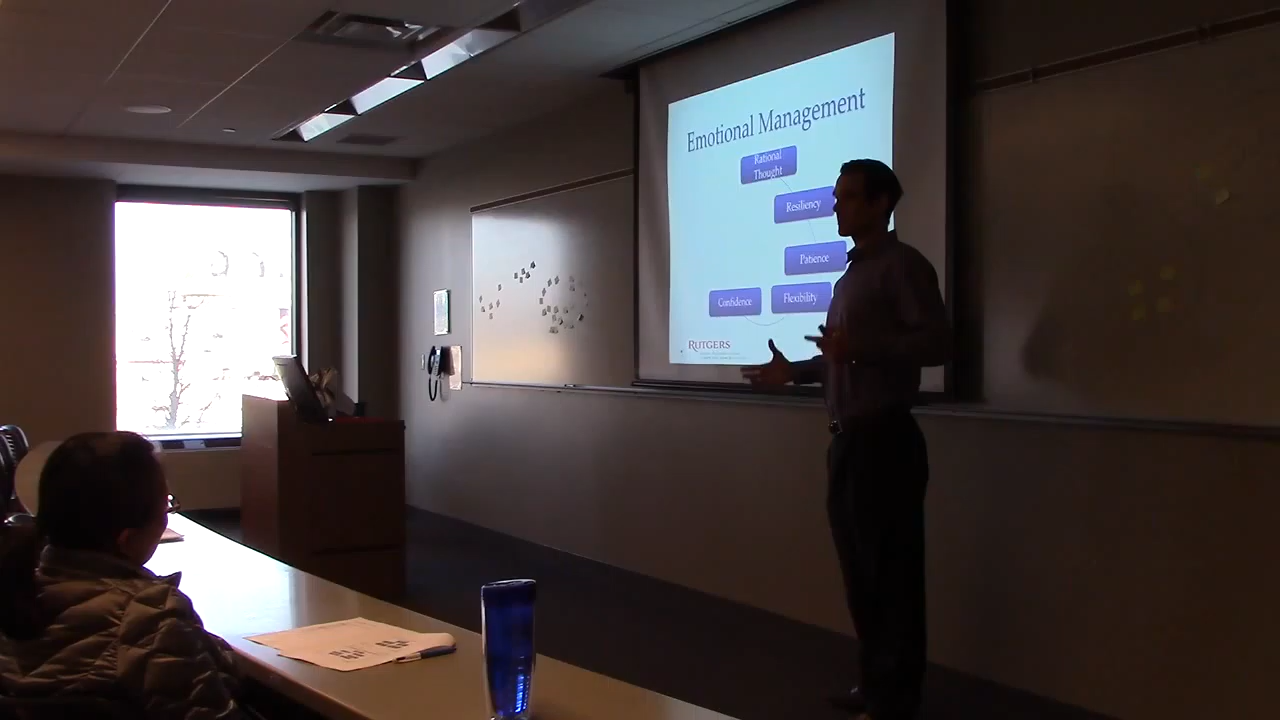 Emotional Management
Rational
Thought
Resiliency
Patience
Flexibility
Confidence
RUTGERS